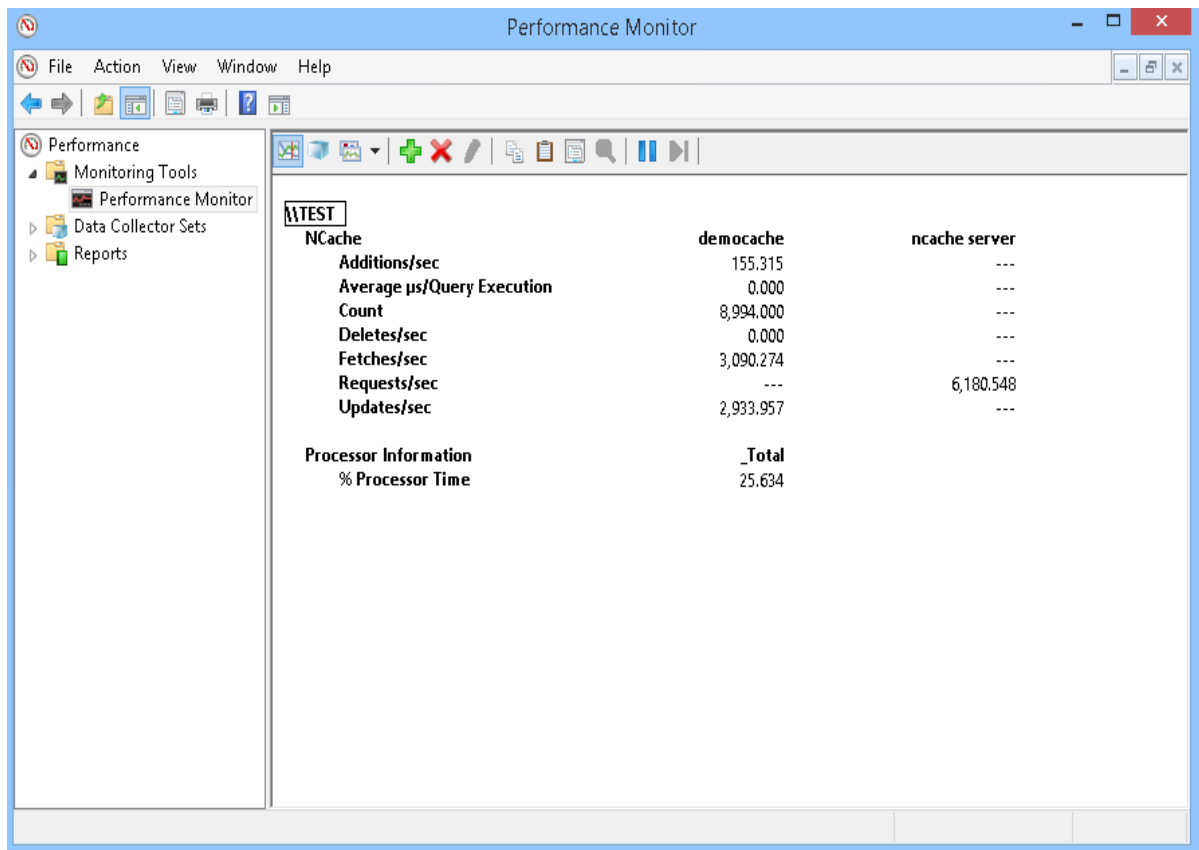 Performance Monitor
File Action View Window Help
Performance
Monitoring Tools
Performance Monitor
Data Collector Sets
Reports
\\TEST
NCache democache ncache server
Additions/sec 155.315 ---
Average µs/Query Execution 0.000 ---
Count 8,994.000 ---
Deletes/sec 0.000 ---
Fetches/sec 3,090.274 ---
Requests/sec --- 6,180.548
Updates/sec 2,933.957 ---
Processor Information _Total
% Processor Time 25.634